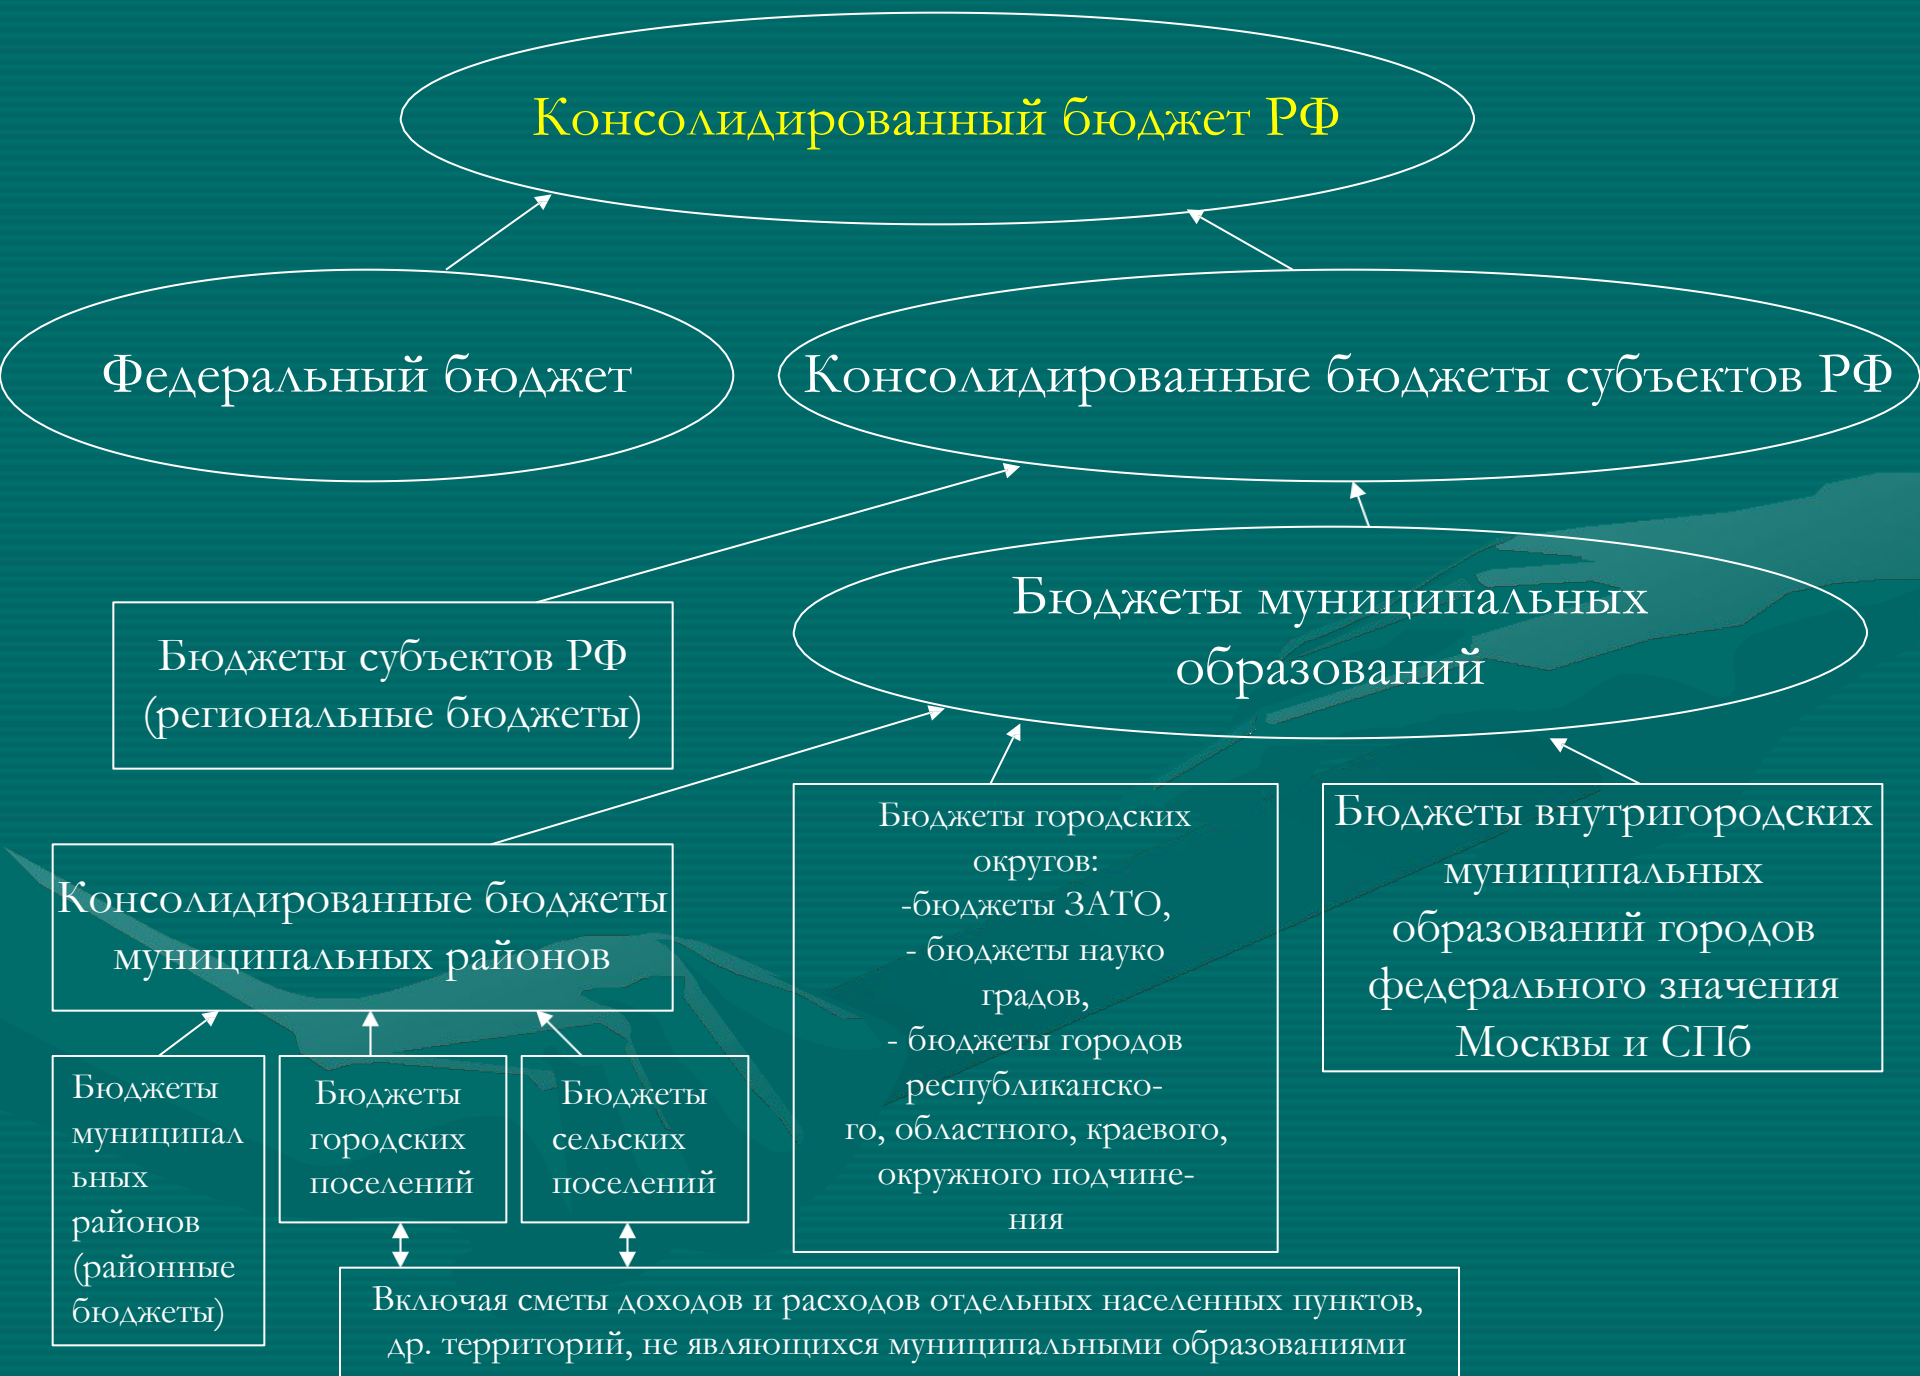 Консолидированный бюджет РФ
Федеральный бюджет
Консолидированные бюджеты субъектов РФ
Бюджеты субъектов РФ
(региональные бюджеты)
Бюджеты муниципальных
образований
Консолидированные бюджеты
муниципальных районов
Бюджеты городских
округов:
-бюджеты ЗАТО,
- бюджеты науко
градов,
- бюджеты городов
республиканско-
го, областного, краевого,
окружного подчине-
ния
Бюджеты внутригородских
муниципальных
образований городов
федерального значения
Москвы и СПб
Бюджеты
муниципал
ьных
районов
(районные
бюджеты)
Бюджеты
городских
поселений
Бюджеты
сельских
поселений
Включая сметы доходов и расходов отдельных населенных пунктов,
др. территорий, не являющихся муниципальными образованиями